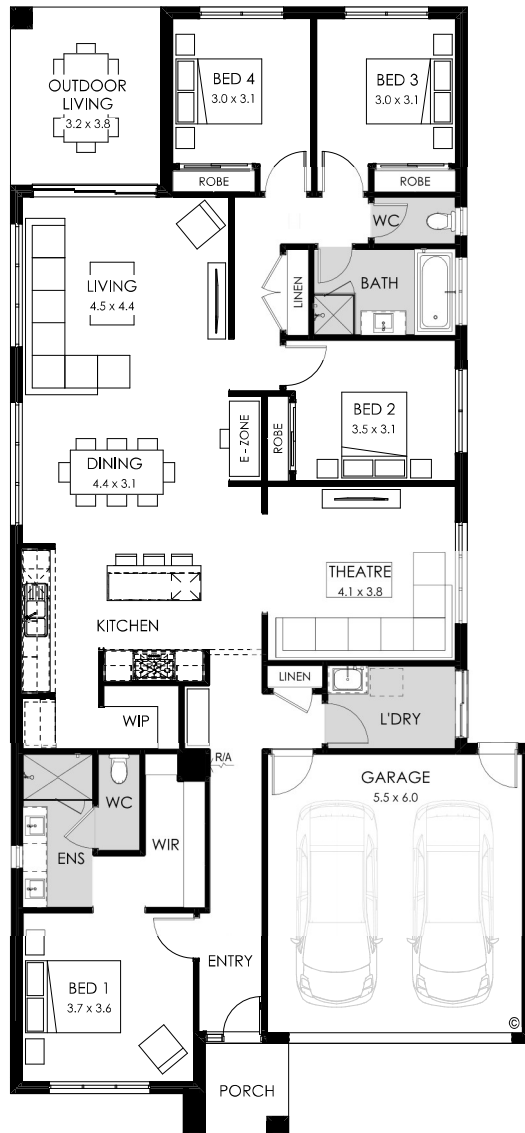 OUTDOOR
LIVING
3.2 x 3.8
BED 4
3.0 x 3.1
BED 3
3.0 x 3.1
ROBE
ROBE
WC
LIVING
4.5 x 4.4
LINEN
BATH
BED 2
3.5 x 3.1
E - ZONE
ROBE
DINING
4.4 x 3.1
THEATRE
4.1 x 3.8
KITCHEN
LINEN
WIP
L'DRY
R/A
GARAGE
5.5 x 6.0
WC
WIR
ENS
ENTRY
BED 1
3.7 x 3.6
©
PORCH